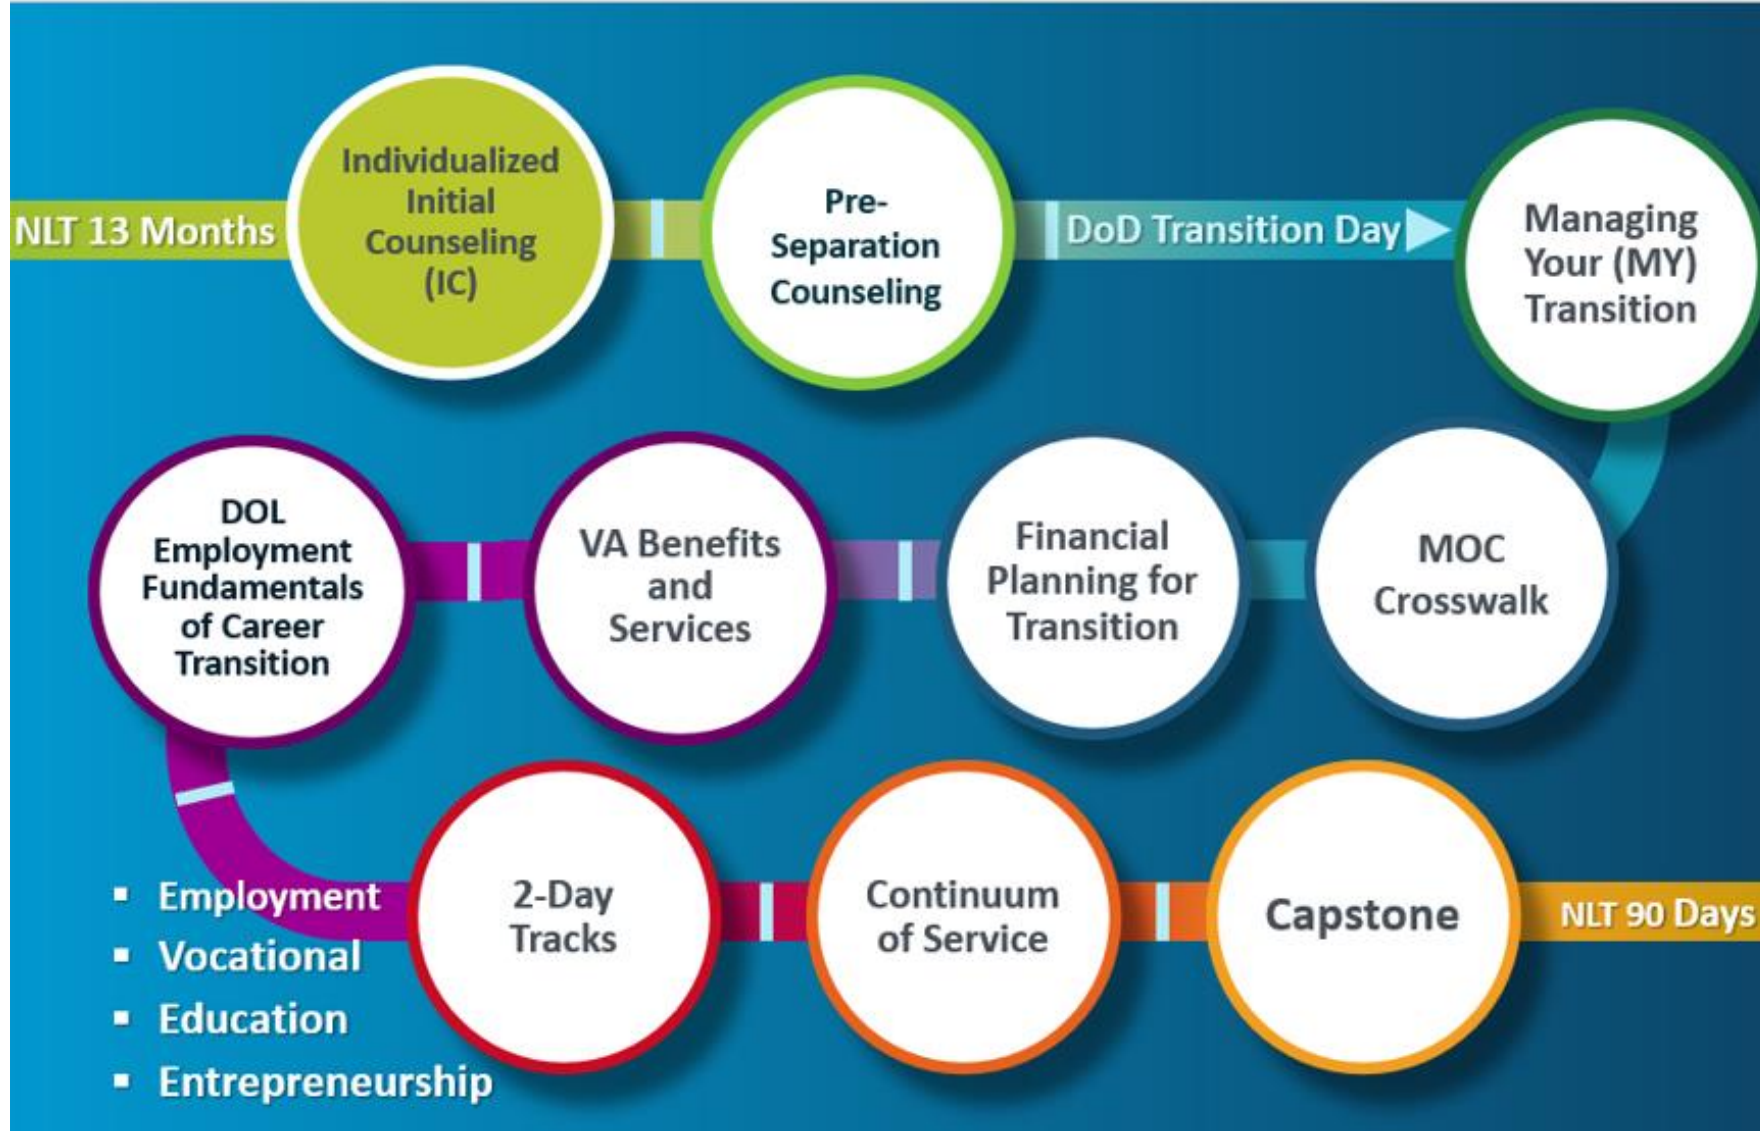 NLT 13 Months
Individualized
Initial
Counseling
(IC)
Pre-
Separation
Counseling
DoD Transition Day
Managing
Your (MY)
Transition
MOC
Crosswalk
Financial
Planning for
Transition
VA Benefits
and
Services
DOL
Employment
Fundamentals
of Career
Transition
▪ Employment
▪ Vocational
▪ Education
▪ Entrepreneurship
2-Day
Tracks
Continuum
of Service
Capstone
NLT 90 Days